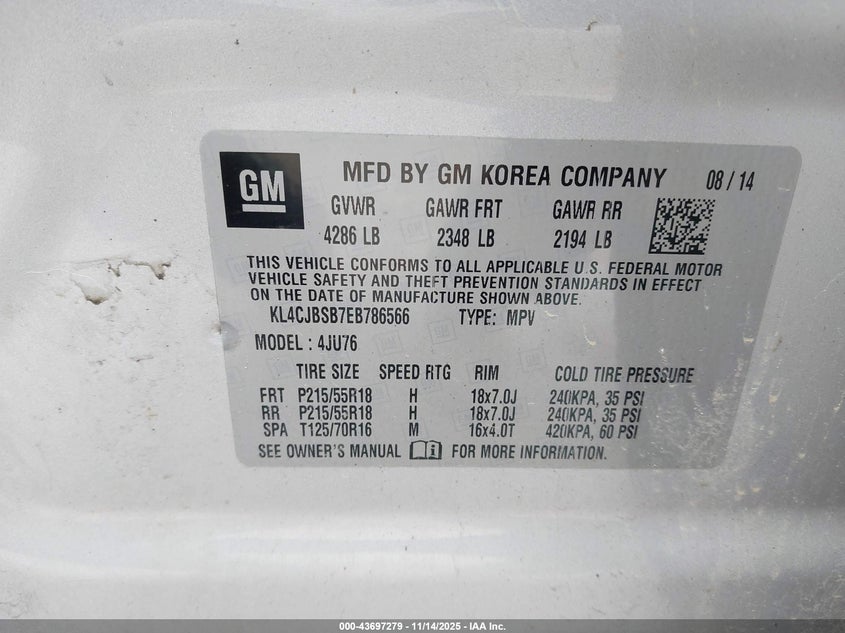 GM
MFD BY GM KOREA COMPANY 08 / 14
GVWR GAWR FRT GAWR RR
4286 LB 2348 LB 2194 LB
THIS VEHICLE CONFORMS TO ALL APPLICABLE U.S. FEDERAL MOTOR
VEHICLE SAFETY AND THEFT PREVENTION STANDARDS IN EFFECT
ON THE DATE OF MANUFACTURE SHOWN ABOVE.
KL4CJBSB7EB786566 TYPE: MPV
MODEL : 4JU76
TIRE SIZE SPEED RTG RIM COLD TIRE PRESSURE
FRT P215/55R18 H 18x7.0J 240KPA, 35 PSI
RR P215/55R18 H 18x7.0J 240KPA, 35 PSI
SPA T125/70R16 M 16x4.0T 420KPA, 60 PSI
SEE OWNER'S MANUAL FOR MORE INFORMATION.
000-43697279 - 11/14/2025 - IAA Inc.